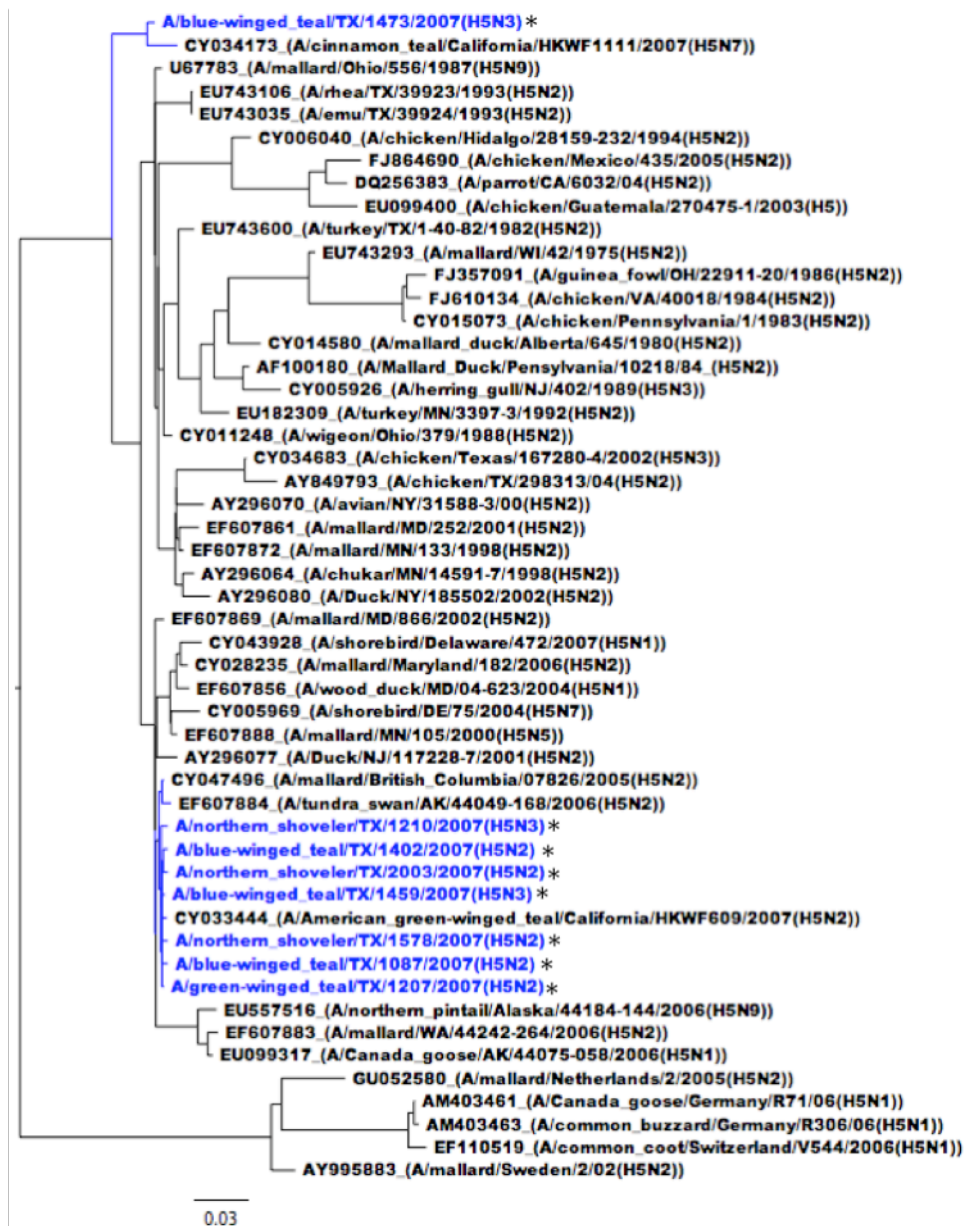 A/blue-winged_teal/TX/1473/2007(H5N3)*
CY034173_(A/cinnamon_teal/California/HKWF1111/2007(H5N7))
U67783_(A/mallard/Ohio/556/1987(H5N9))
EU743106_(A/rhea/TX/39923/1993(H5N2))
EU743035_(A/emu/TX/39924/1993(H5N2))
CY006040_(A/chicken/Hidalgo/28159-232/1994(H5N2))
FJ864690_(A/chicken/Mexico/435/2005(H5N2))
DQ256383_(A/parrot/CA/6032/04(H5N2))
EU099400_(A/chicken/Guatemala/270475-1/2003(H5))
EU743600_(A/turkey/TX/1-40-82/1982(H5N2))
EU743293_(A/mallard/WI/42/1975(H5N2))
FJ357091_(A/guinea_fowl/OH/22911-20/1986(H5N2))
FJ610134_(A/chicken/VA/40018/1984(H5N2))
CY015073_(A/chicken/Pennsylvania/1/1983(H5N2))
CY014580_(A/mallard_duck/Alberta/645/1980(H5N2))
AF100180_(A/Mallard_Duck/Pensylvania/10218/84_(H5N2))
CY005926_(A/herring_gull/NJ/402/1989(H5N3))
EU182309_(A/turkey/MN/3397-3/1992(H5N2))
CY011248_(A/wigeon/Ohio/379/1988(H5N2))
CY034683_(A/chicken/Texas/167280-4/2002(H5N3))
AY849793_(A/chicken/TX/298313/04(H5N2))
AY296070_(A/avian/NY/31588-3/00(H5N2))
EF607861_(A/mallard/MD/252/2001(H5N2))
EF607872_(A/mallard/MN/133/1998(H5N2))
AY296064_(A/chukar/MN/14591-7/1998(H5N2))
AY296080_(A/Duck/NY/185502/2002(H5N2))
EF607869_(A/mallard/MD/866/2002(H5N2))
CY043928_(A/shorebird/Delaware/472/2007(H5N1))
CY028235_(A/mallard/Maryland/182/2006(H5N2))
EF607856_(A/wood_duck/MD/04-623/2004(H5N1))
CY005969_(A/shorebird/DE/75/2004(H5N7))
EF607888_(A/mallard/MN/105/2000(H5N5))
AY296077_(A/Duck/NJ/117228-7/2001(H5N2))
CY047496_(A/mallard/British_Columbia/07826/2005(H5N2))
EF607884_(A/tundra_swan/AK/44049-168/2006(H5N2))
A/northern_shoveler/TX/1210/2007(H5N3)*
A/blue-winged_teal/TX/1402/2007(H5N2)*
A/northern_shoveler/TX/2003/2007(H5N2)*
A/blue-winged_teal/TX/1459/2007(H5N3)*
CY033444_(A/American_green-winged_teal/California/HKWF609/2007(H5N2))
A/northern_shoveler/TX/1578/2007(H5N2)*
A/blue-winged_teal/TX/1087/2007(H5N2)*
A/green-winged_teal/TX/1207/2007(H5N2)*
EU557516_(A/northern_pintail/Alaska/44184-144/2006(H5N9))
EF607883_(A/mallard/WA/44242-264/2006(H5N2))
EU099317_(A/Canada_goose/AK/44075-058/2006(H5N1))
GU052580_(A/mallard/Netherlands/2/2005(H5N2))
AM403461_(A/Canada_goose/Germany/R71/06(H5N1))
AM403463_(A/common_buzzard/Germany/R306/06(H5N1))
EF110519_(A/common_coot/Switzerland/V544/2006(H5N1))
AY995883_(A/mallard/Sweden/2/02(H5N2))
0.03